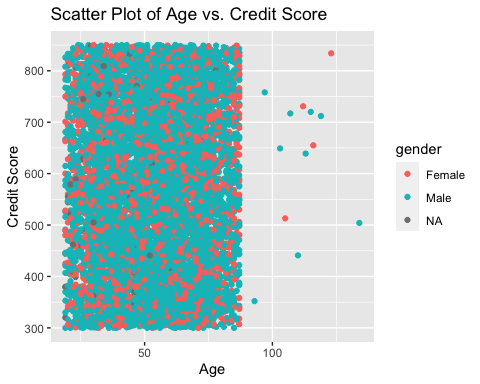 Scatter Plot of Age vs. Credit Score
800
700
600
500
400
300
Credit Score
50
100
Age
gender
Female
Male
NA